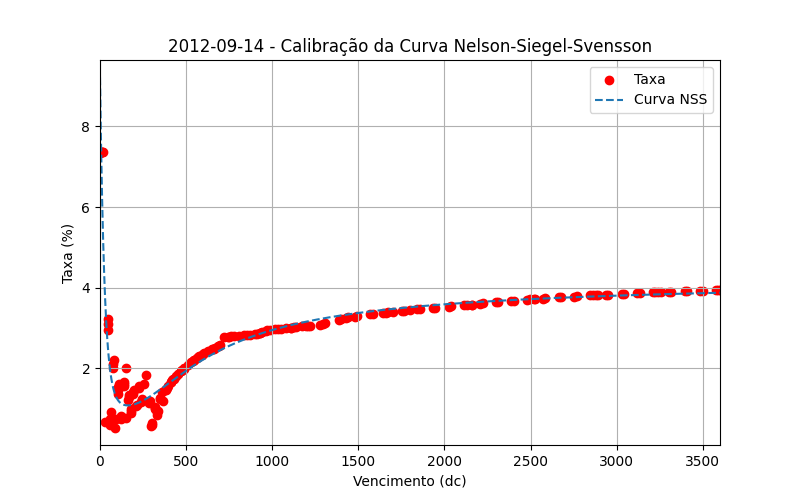 2012-09-14 - Calibração da Curva Nelson-Siegel-Svensson
Taxa
Curva NSS
Taxa (%)
8
6
4
2
0 500 1000 1500 2000 2500 3000 3500
Vencimento (dc)